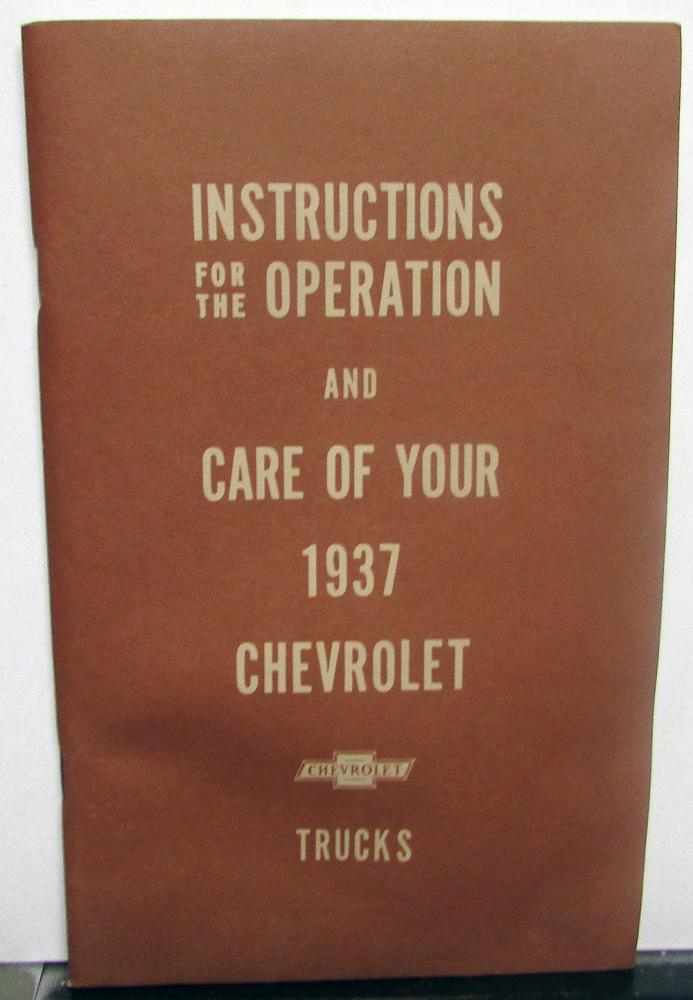 INSTRUCTIONS
FOR THE OPERATION
AND
CARE OF YOUR
1937
CHEVROLET
CHEVROLET
TRUCKS